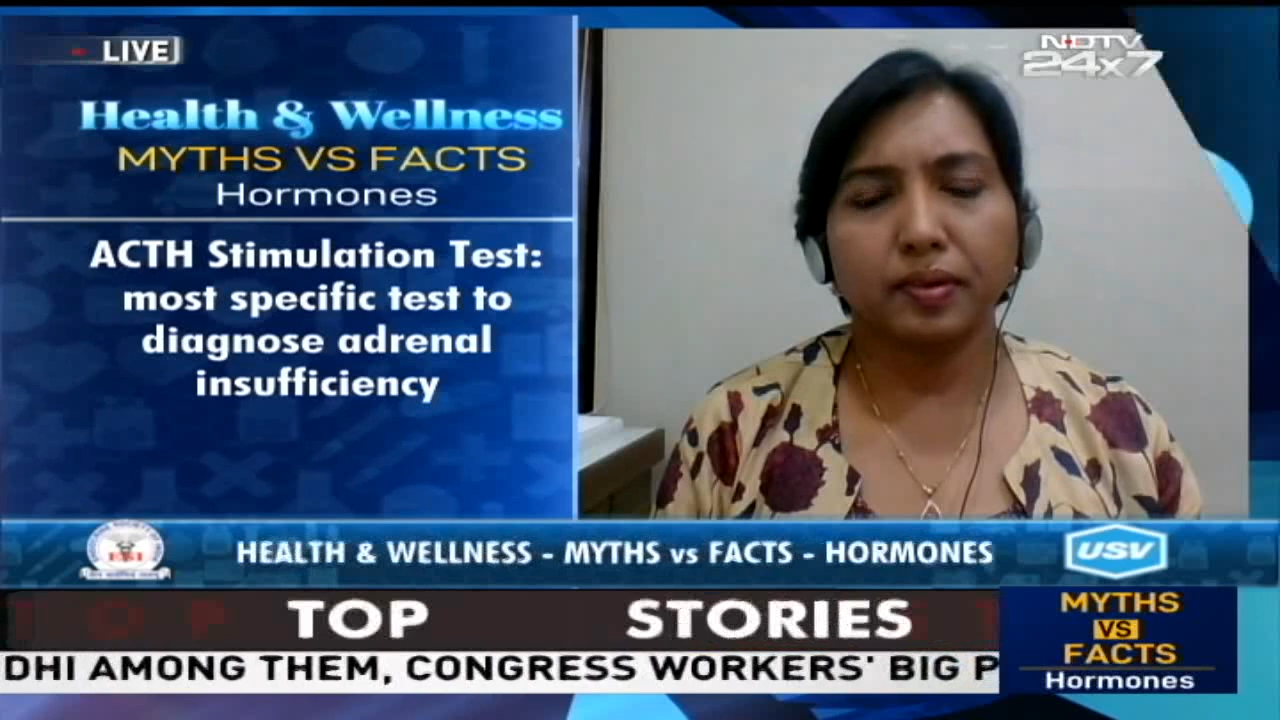 LIVE
NDTV
24x7
Health & Wellness
MYTHS VS FACTS
Hormones
ACTH Stimulation Test:
most specific test to
diagnose adrenal
insufficiency
ESI
HEALTH & WELLNESS - MYTHS vs FACTS - HORMONES
USV
TOP STORIES
DHI AMONG THEM, CONGRESS WORKERS' BIG P
MYTHS
VS
FACTS
Hormones